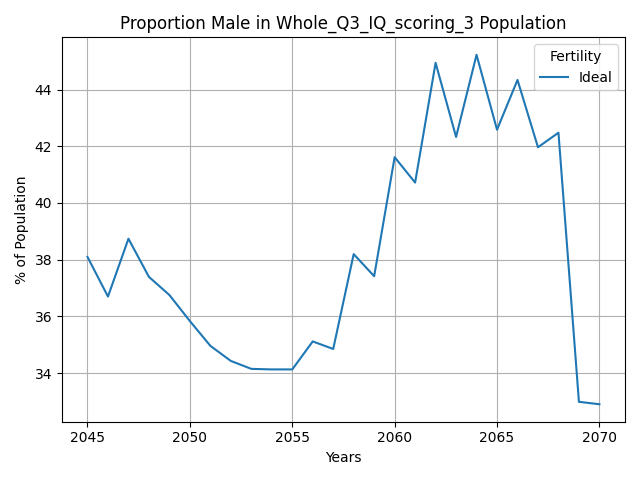 Proportion Male in Whole_Q3_IQ_scoring_3 Population
Fertility
Ideal
% of Population
44
42
40
38
36
34
2045 2050 2055 2060 2065 2070
Years